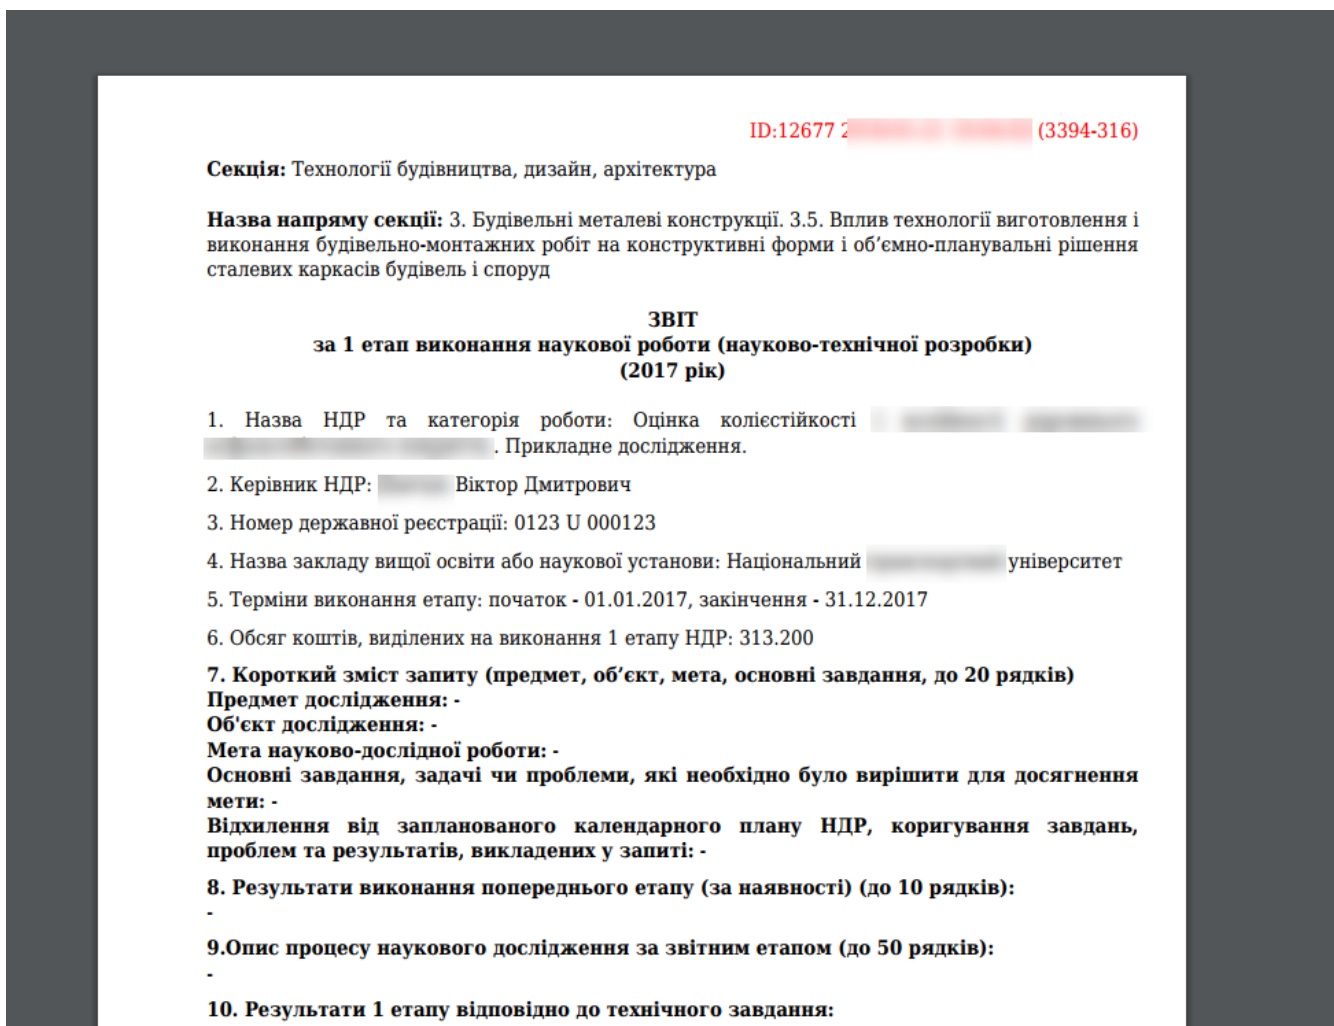 ID:12677 2 (3394-316)
Секція: Технології будівництва, дизайн, архітектура
Назва напряму секції: 3. Будівельні металеві конструкції. 3.5. Вплив технології виготовлення і
виконання будівельно-монтажних робіт на конструктивні форми і об’ємно-планувальні рішення
сталевих каркасів будівель і споруд
ЗВІТ
за 1 етап виконання наукової роботи (науково-технічної розробки)
(2017 рік)
1. Назва НДР та категорія роботи: Оцінка колієстійкості
. Прикладне дослідження.
2. Керівник НДР: Віктор Дмитрович
3. Номер державної реєстрації: 0123 U 000123
4. Назва закладу вищої освіти або наукової установи: Національний університет
5. Терміни виконання етапу: початок - 01.01.2017, закінчення - 31.12.2017
6. Обсяг коштів, виділених на виконання 1 етапу НДР: 313.200
7. Короткий зміст запиту (предмет, об’єкт, мета, основні завдання, до 20 рядків)
Предмет дослідження: -
Об'єкт дослідження: -
Мета науково-дослідної роботи: -
Основні завдання, задачі чи проблеми, які необхідно було вирішити для досягнення
мети: -
Відхилення від запланованого календарного плану НДР, коригування завдань,
проблем та результатів, викладених у запиті: -
8. Результати виконання попереднього етапу (за наявності) (до 10 рядків):
-
9.Опис процесу наукового дослідження за звітним етапом (до 50 рядків):
-
10. Результати 1 етапу відповідно до технічного завдання: